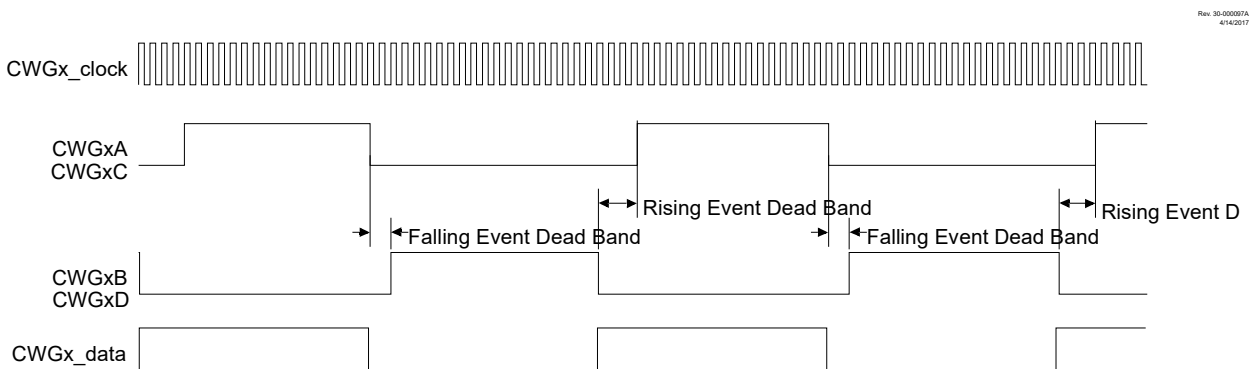 Rev. 30-000097A
4/14/2017
CWGx_clock
CWGxA
CWGxC
Rising Event Dead Band
Rising Event D
Falling Event Dead Band
Falling Event Dead Band
CWGxB
CWGxD
CWGx_data